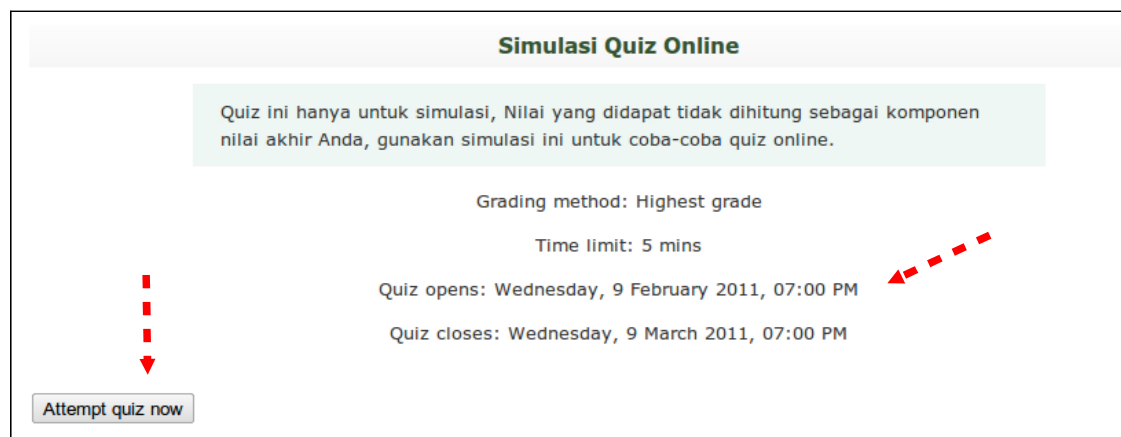 Simulasi Quiz Online
Quiz ini hanya untuk simulasi, Nilai yang didapat tidak dihitung sebagai komponen
nilai akhir Anda, gunakan simulasi ini untuk coba-coba quiz online.
Grading method: Highest grade
Time limit: 5 mins
Quiz opens: Wednesday, 9 February 2011, 07:00 PM
Quiz closes: Wednesday, 9 March 2011, 07:00 PM
Attempt quiz now